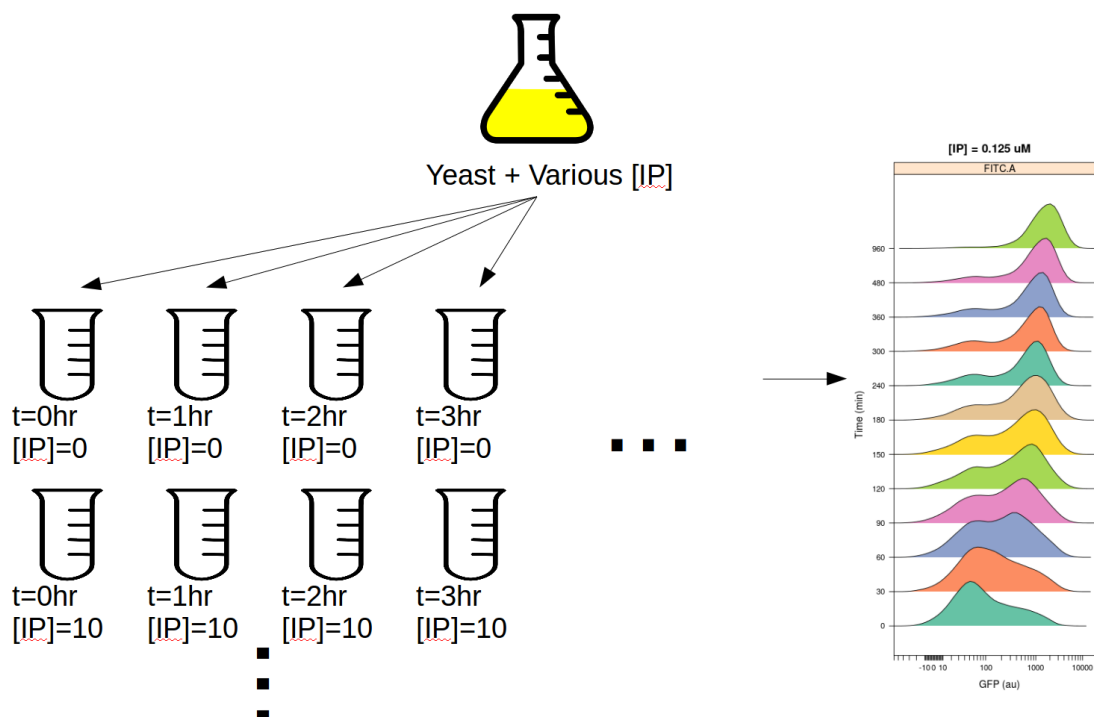 Yeast + Various [IP]
t=0hr
[IP]=0
t=1hr
[IP]=0
t=2hr
[IP]=0
t=3hr
[IP]=0
t=0hr
[IP]=10
t=1hr
[IP]=10
t=2hr
[IP]=10
t=3hr
[IP]=10
[IP] = 0.125 uM
FITC.A
Time (min)
960
480
360
300
240
180
150
120
90
60
30
0
-10 0 10 100 1000 10000
GFP (au)